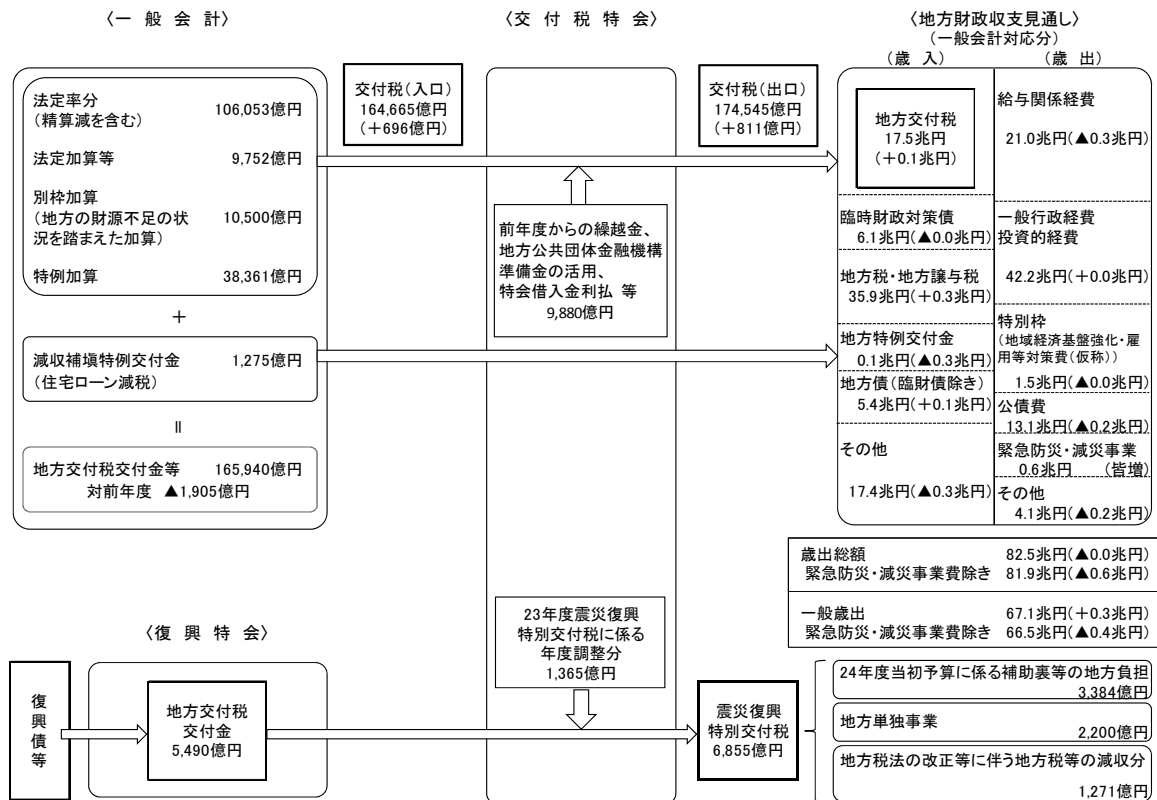 〈一 般 会 計〉
〈交 付 税 特 会〉
〈地方財政収支見通し〉
（一般会計対応分）
（歳 入）
（歳 出）
法定率分
（精算減を含む）
106,053億円
法定加算等
9,752億円
別枠加算
（地方の財源不足の状
況を踏まえた加算）
10,500億円
特例加算
38,361億円
＋
減収補塡特例交付金
（住宅ローン減税）
1,275億円
＝
地方交付税交付金等 165,940億円
対前年度 ▲1,905億円
交付税（入口）
164,665億円
（＋696億円）
前年度からの繰越金、
地方公共団体金融機構
準備金の活用、
特会借入金利払 等
9,880億円
交付税（出口）
174,545億円
（＋811億円）
地方交付税
17.5兆円
（＋0.1兆円）
臨時財政対策債
6.1兆円（▲0.0兆円）
地方税・地方譲与税
35.9兆円（＋0.3兆円）
地方特例交付金
0.1兆円（▲0.3兆円）
地方債（臨財債除き）
5.4兆円（＋0.1兆円）
その他
17.4兆円（▲0.3兆円）
給与関係経費
21.0兆円（▲0.3兆円）
一般行政経費
投資的経費
42.2兆円（＋0.0兆円）
特別枠
（地域経済基盤強化・雇
用等対策費（仮称））
1.5兆円（▲0.0兆円）
公債費
13.1兆円（▲0.2兆円）
緊急防災・減災事業
0.6兆円 （皆増）
その他
4.1兆円（▲0.2兆円）
歳出総額 82.5兆円（▲0.0兆円）
緊急防災・減災事業費除き 81.9兆円（▲0.6兆円）
一般歳出 67.1兆円（＋0.3兆円）
緊急防災・減災事業費除き 66.5兆円（▲0.4兆円）
〈復 興 特 会〉
復興債等
地方交付税
交付金
5,490億円
23年度震災復興
特別交付税に係る
年度調整分
1,365億円
震災復興
特別交付税
6,855億円
24年度当初予算に係る補助裏等の地方負担
3,384億円
地方単独事業
2,200億円
地方税法の改正等に伴う地方税等の減収分
1,271億円